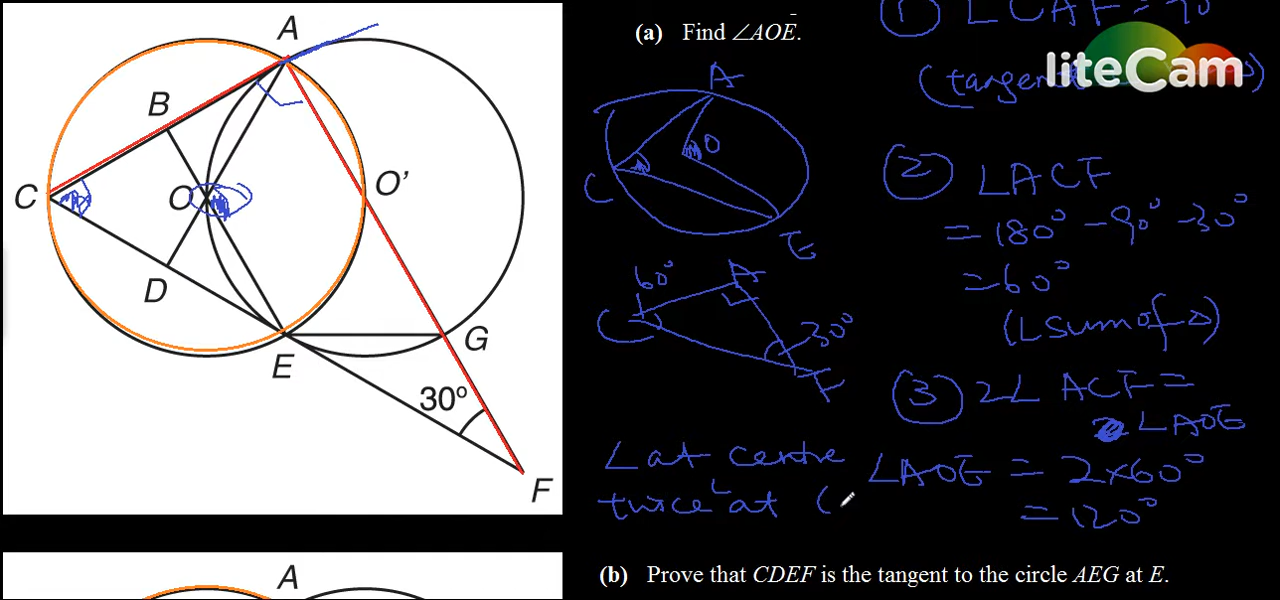 A
B
C
O
O'
D
E
G
30°
F
A
(a) Find ∠AOE.
A
O
C
E
60°
A
C
30°
F
∠ at centre
twice ∠ at (
1 ∠CAF = 90°
(tangent
liteCam
2 ∠ACF
= 180° - 90° - 30°
= 60°
(∠sum of Δ)
3 2∠ACF =
∠AOE
∠AOE = 2×60°
= 120°
(b) Prove that CDEF is the tangent to the circle AEG at E.